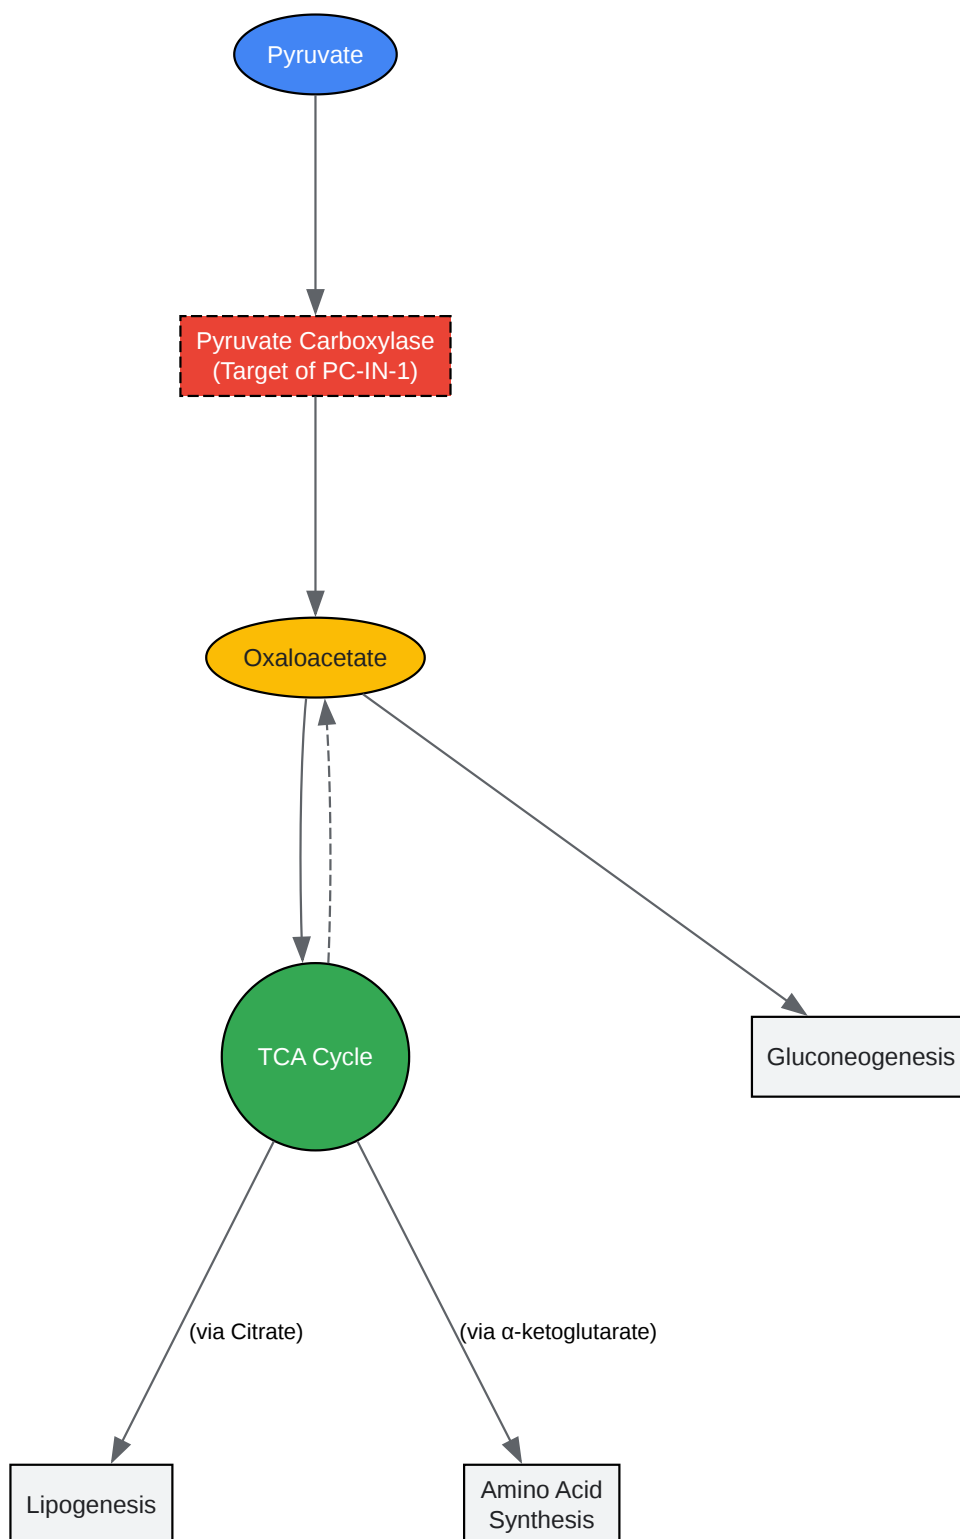 Pyruvate
Pyruvate Carboxylase
(Target of PC-IN-1)
Oxaloacetate
TCA Cycle
Gluconeogenesis
(via Citrate)
(via α-ketoglutarate)
Lipogenesis
Amino Acid
Synthesis